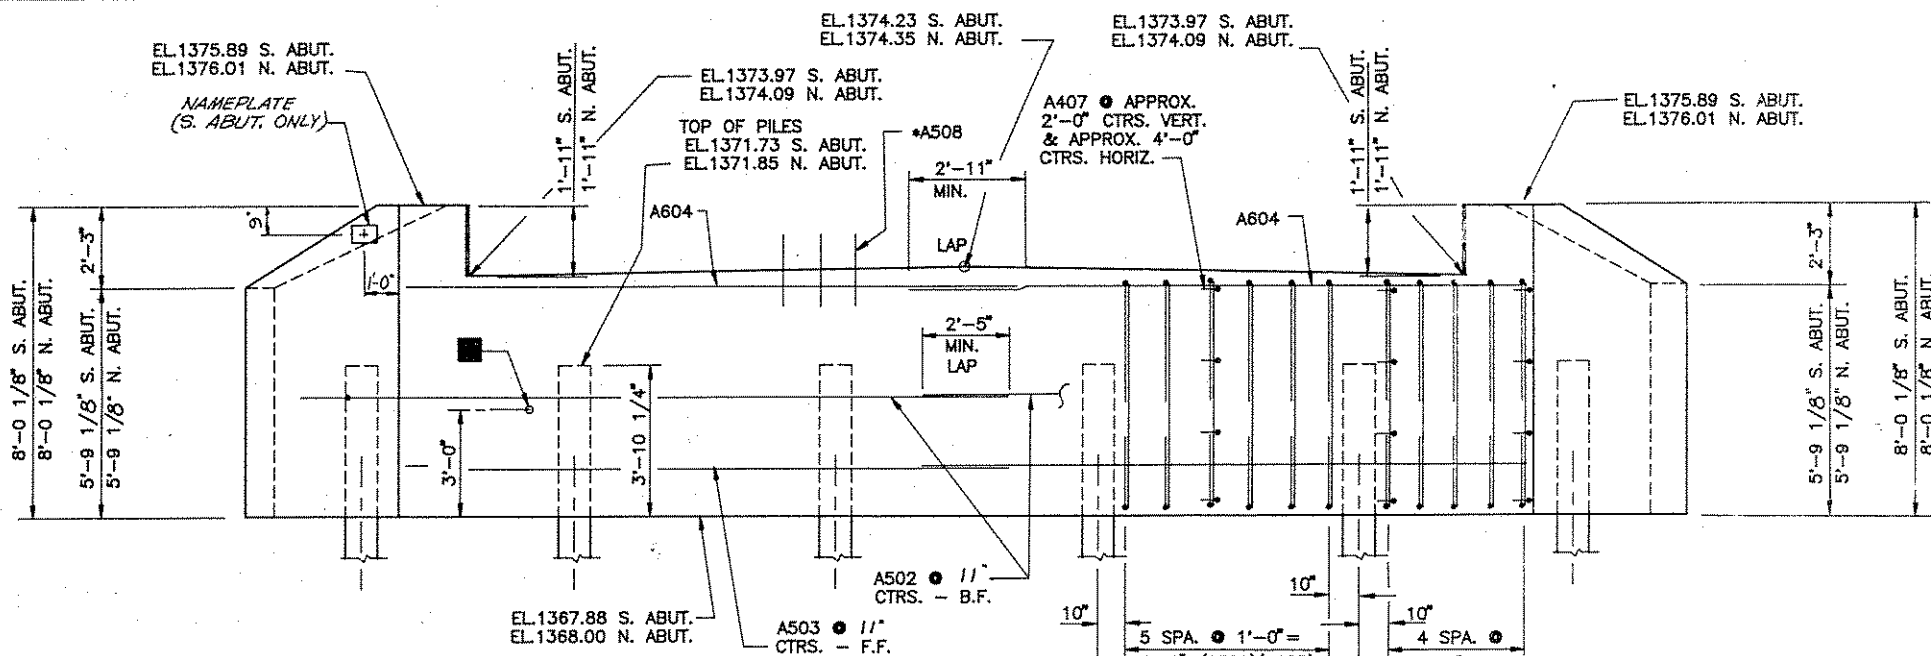 EL.1375.89 S. ABUT.
EL.1376.01 N. ABUT.
NAMEPLATE
(S. ABUT. ONLY)
EL.1373.97 S. ABUT.
EL.1374.09 N. ABUT.
TOP OF PILES
EL.1371.73 S. ABUT.
EL.1371.85 N. ABUT.
1'-11" S. ABUT.
1'-11" N. ABUT.
EL.1374.23 S. ABUT.
EL.1374.35 N. ABUT.
*A508
2'-11"
MIN.
LAP
A407 @ APPROX.
2'-0" CTRS. VERT.
& APPROX. 4'-0"
CTRS. HORIZ.
EL.1373.97 S. ABUT.
EL.1374.09 N. ABUT.
1'-11" S. ABUT.
1'-11" N. ABUT.
EL.1375.89 S. ABUT.
EL.1376.01 N. ABUT.
A604
A604
9"
1'-0"
2'-3"
8'-0 1/8" S. ABUT.
8'-0 1/8" N. ABUT.
5'-9 1/8" S. ABUT.
5'-9 1/8" N. ABUT.
3'-0"
3'-10 1/4"
2'-5"
MIN.
LAP
2'-3"
5'-9 1/8" S. ABUT.
5'-9 1/8" N. ABUT.
8'-0 1/8" S. ABUT.
8'-0 1/8" N. ABUT.
EL.1367.88 S. ABUT.
EL.1368.00 N. ABUT.
A503 @ 11"
CTRS. - F.F.
A502 @ 11"
CTRS. - B.F.
10"
10"
10"
5 SPA. @ 1'-0"=
4 SPA. @